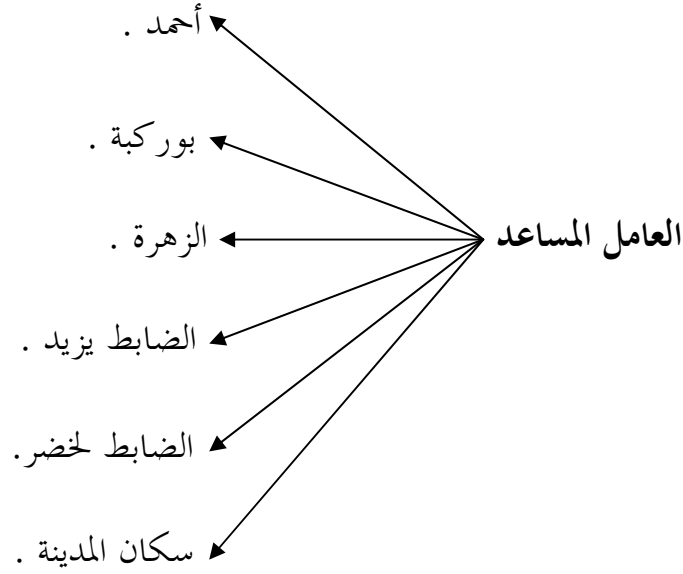 أحمد .
بوركبة .
العامل المساعد
الزهرة .
الضابط يزيد .
الضابط لخضر.
سكان المدينة .